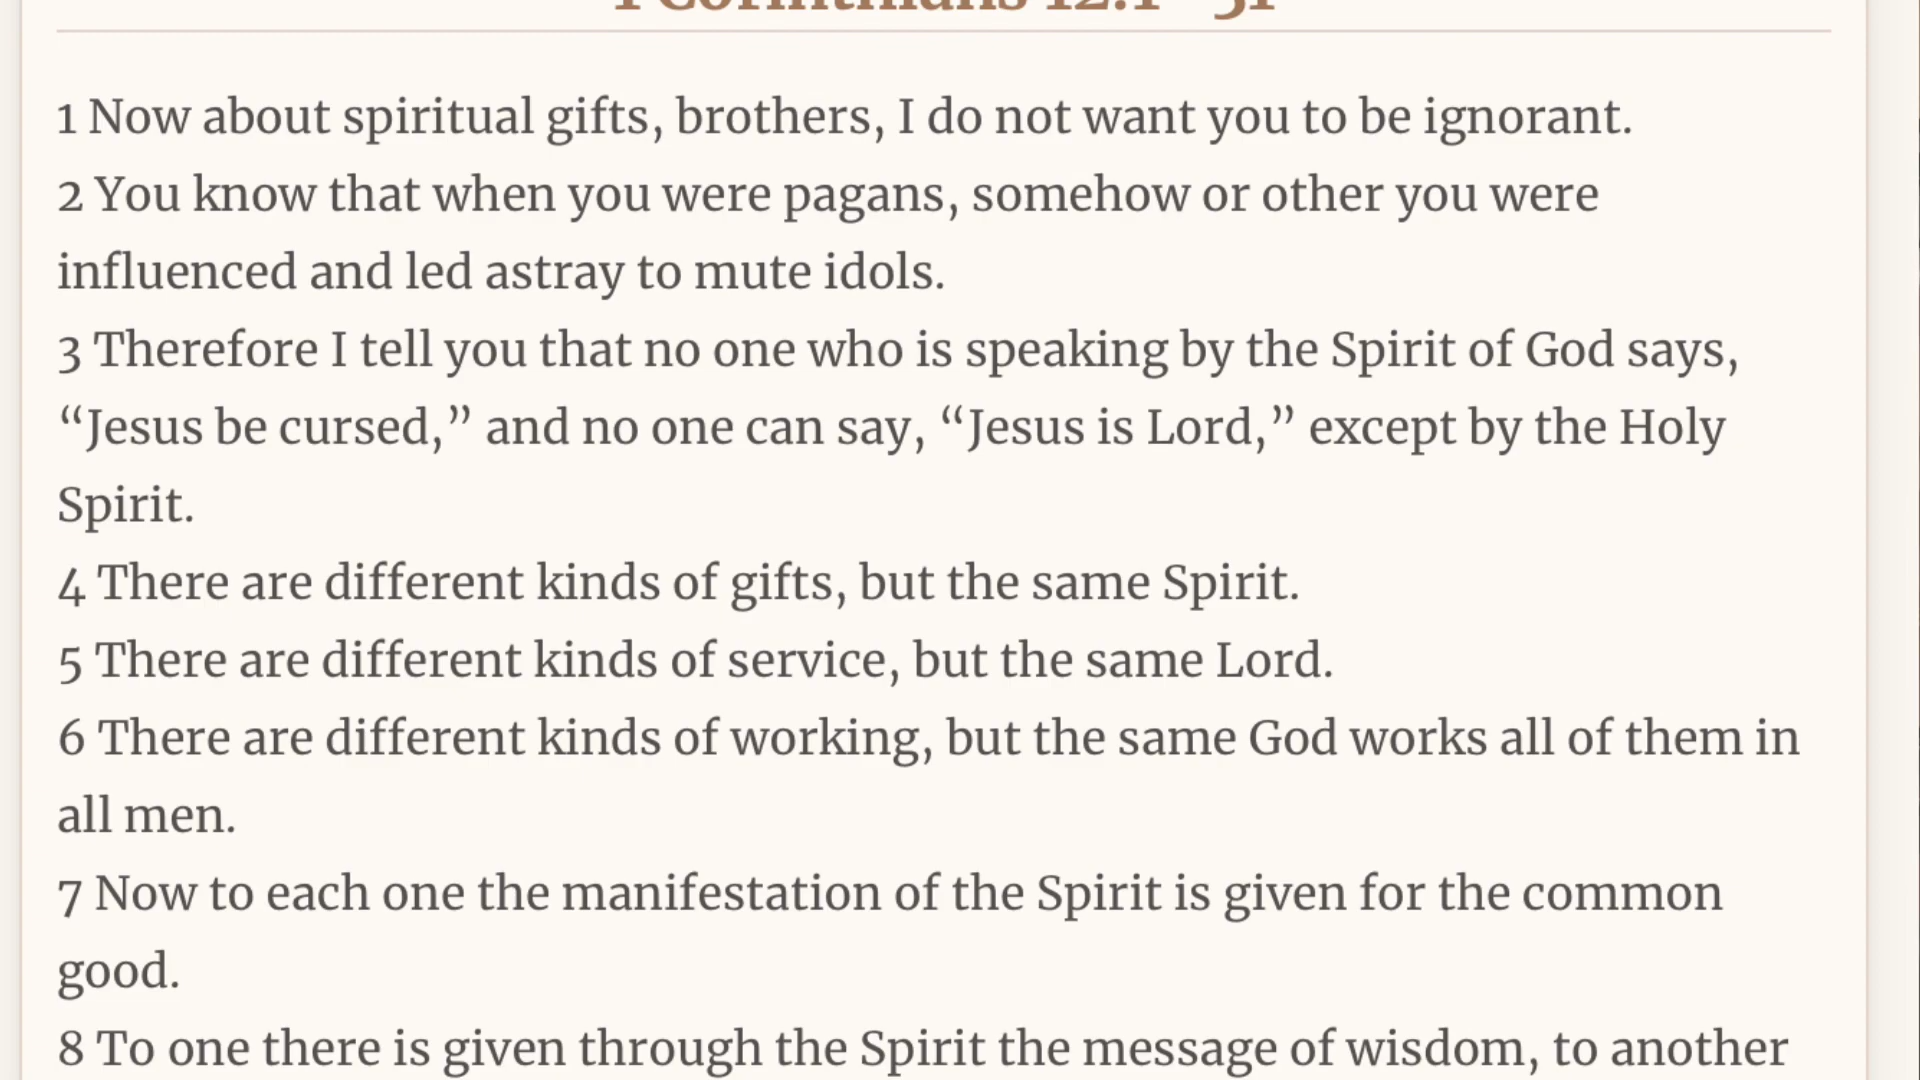 1 Corinthians 12:1 - 31
1 Now about spiritual gifts, brothers, I do not want you to be ignorant.
2 You know that when you were pagans, somehow or other you were
influenced and led astray to mute idols.
3 Therefore I tell you that no one who is speaking by the Spirit of God says,
“Jesus be cursed,” and no one can say, “Jesus is Lord,” except by the Holy
Spirit.
4 There are different kinds of gifts, but the same Spirit.
5 There are different kinds of service, but the same Lord.
6 There are different kinds of working, but the same God works all of them in
all men.
7 Now to each one the manifestation of the Spirit is given for the common
good.
8 To one there is given through the Spirit the message of wisdom, to another